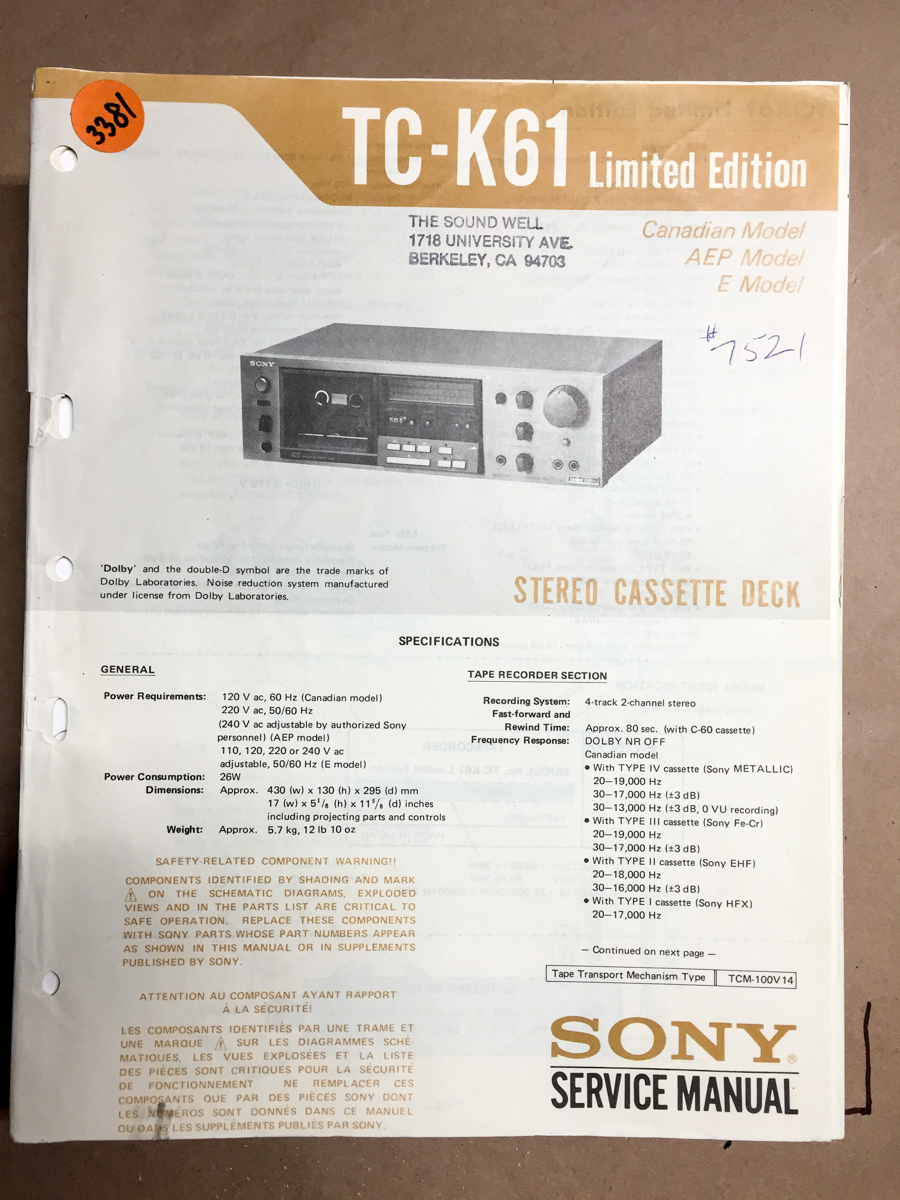 3381
TC-K61 Limited Edition
THE SOUND WELL
1718 UNIVERSITY AVE.
BERKELEY, CA 94703
Canadian Model
AEP Model
E Model
#7521
SONY
'Dolby' and the double-D symbol are the trade marks of
Dolby Laboratories. Noise reduction system manufactured
under license from Dolby Laboratories.
STEREO CASSETTE DECK
SPECIFICATIONS
GENERAL
Power Requirements: 120 V ac, 60 Hz (Canadian model)
220 V ac, 50/60 Hz
(240 V ac adjustable by authorized Sony
personnel) (AEP model)
110, 120, 220 or 240 V ac
adjustable, 50/60 Hz (E model)
Power Consumption: 26W
Dimensions: Approx. 430 (w) x 130 (h) x 295 (d) mm
17 (w) x 5 1/8 (h) x 11 5/8 (d) inches
including projecting parts and controls
Weight: Approx. 5.7 kg, 12 lb 10 oz
SAFETY-RELATED COMPONENT WARNING!!
COMPONENTS IDENTIFIED BY SHADING AND MARK
⚠ ON THE SCHEMATIC DIAGRAMS, EXPLODED
VIEWS AND IN THE PARTS LIST ARE CRITICAL TO
SAFE OPERATION. REPLACE THESE COMPONENTS
WITH SONY PARTS WHOSE PART NUMBERS APPEAR
AS SHOWN IN THIS MANUAL OR IN SUPPLEMENTS
PUBLISHED BY SONY.
ATTENTION AU COMPOSANT AYANT RAPPORT
À LA SÉCURITÉ!
LES COMPOSANTS IDENTIFIÉS PAR UNE TRAME ET
UNE MARQUE ⚠ SUR LES DIAGRAMMES SCHÉ-
MATIQUES, LES VUES EXPLOSÉES ET LA LISTE
DES PIÈCES SONT CRITIQUES POUR LA SÉCURITÉ
DE FONCTIONNEMENT. NE REMPLACER CES
COMPOSANTS QUE PAR DES PIÈCES SONY DONT
LES NUMÉROS SONT DONNÉS DANS CE MANUEL
OU DANS LES SUPPLÉMENTS PUBLIÉS PAR SONY.
TAPE RECORDER SECTION
Recording System: 4-track 2-channel stereo
Fast-forward and
Rewind Time: Approx. 80 sec. (with C-60 cassette)
Frequency Response: DOLBY NR OFF
Canadian model
● With TYPE IV cassette (Sony METALLIC)
20–19,000 Hz
30–17,000 Hz (±3 dB)
30–13,000 Hz (±3 dB, 0 VU recording)
● With TYPE III cassette (Sony Fe-Cr)
20–19,000 Hz
30–17,000 Hz (±3 dB)
● With TYPE II cassette (Sony EHF)
20–18,000 Hz
30–16,000 Hz (±3 dB)
● With TYPE I cassette (Sony HFX)
20–17,000 Hz
– Continued on next page –
Tape Transport Mechanism Type TCM-100V14
SONY®
SERVICE MANUAL